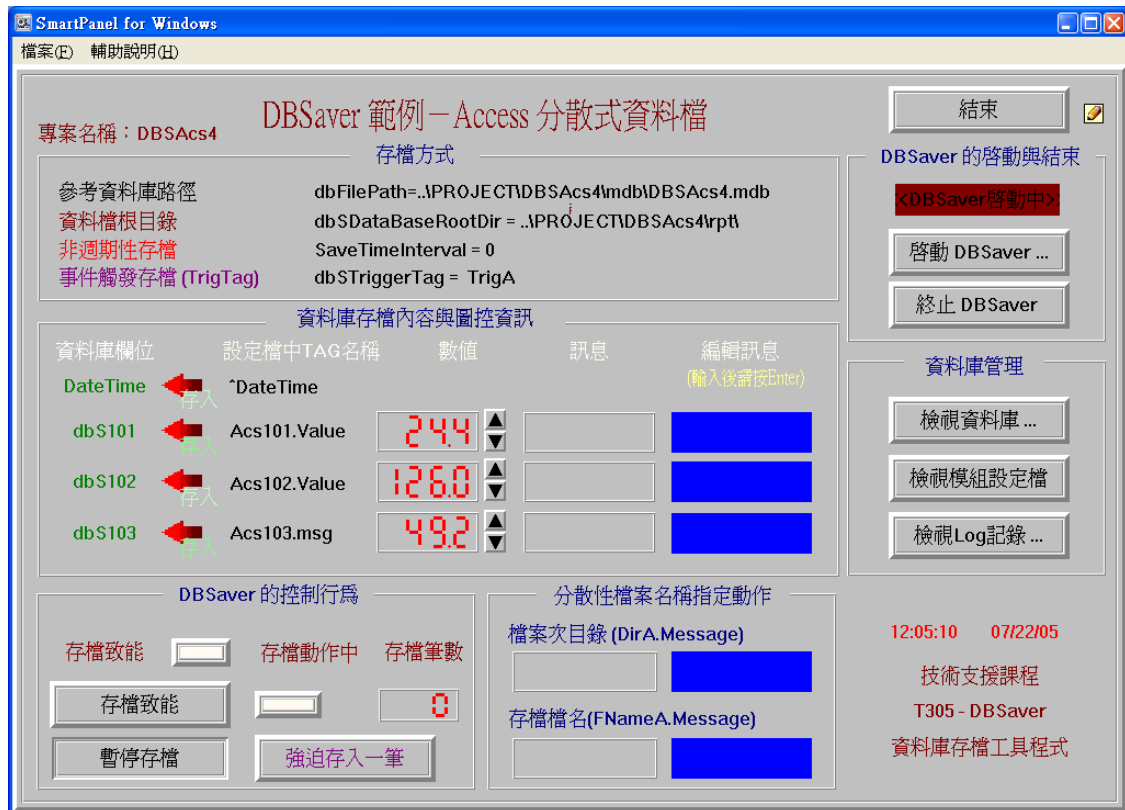 SmartPanel for Windows
檔案(F) 輔助說明(H)
DBSaver 範例－Access 分散式資料檔
專案名稱：DBSAcs4
結束
存檔方式
參考資料庫路徑 dbFilePath=..\PROJECT\DBSAcs4\mdb\DBSAcs4.mdb
資料檔根目錄 dbSDataBaseRootDir = ..\PROJECT\DBSAcs4\rpt\
非週期性存檔 SaveTimeInterval = 0
事件觸發存檔 (TrigTag) dbSTriggerTag = TrigA
DBSaver 的啓動與結束
<DBSaver啓動中>
啓動 DBSaver ...
終止 DBSaver
資料庫存檔內容與圖控資訊
資料庫欄位 設定檔中TAG名稱 數值 訊息 編輯訊息
(輸入後請按Enter)
DateTime 存入 ^DateTime
dbS101 存入 Acs101.Value 24.4
dbS102 存入 Acs102.Value 126.0
dbS103 存入 Acs103.msg 49.2
資料庫管理
檢視資料庫 ...
檢視模組設定檔
檢視Log記錄 ...
DBSaver 的控制行爲
存檔致能 存檔動作中 存檔筆數
存檔致能 0
暫停存檔 強迫存入一筆
分散性檔案名稱指定動作
檔案次目錄 (DirA.Message)
存檔檔名(FNameA.Message)
12:05:10 07/22/05
技術支援課程
T305 - DBSaver
資料庫存檔工具程式